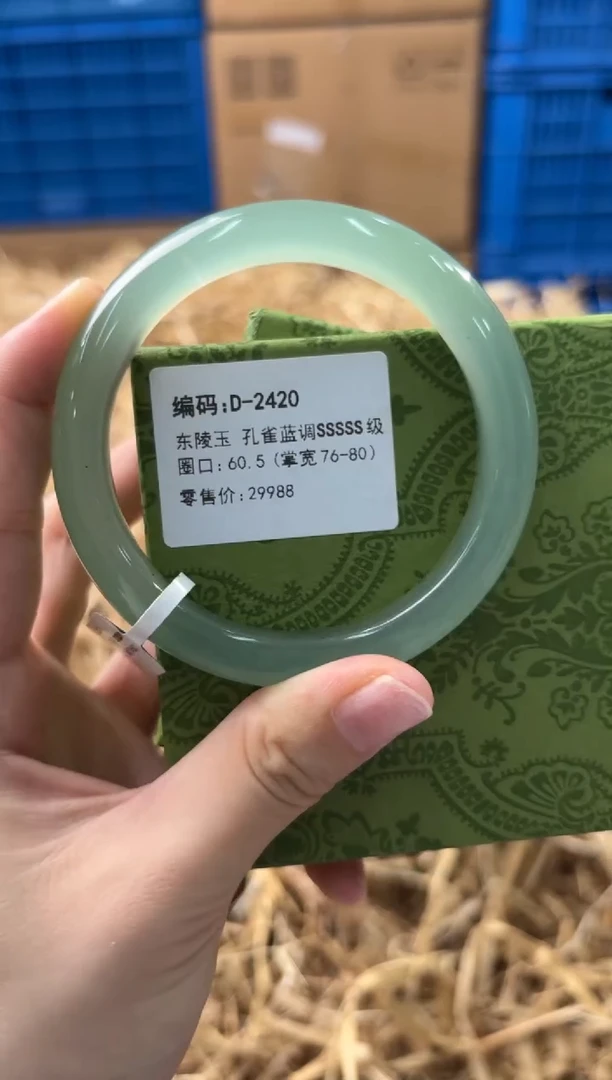 编码:D-2420
东陵玉 孔雀蓝调SSSSS级
圈口:60.5(掌宽76-80)
零售价:29988